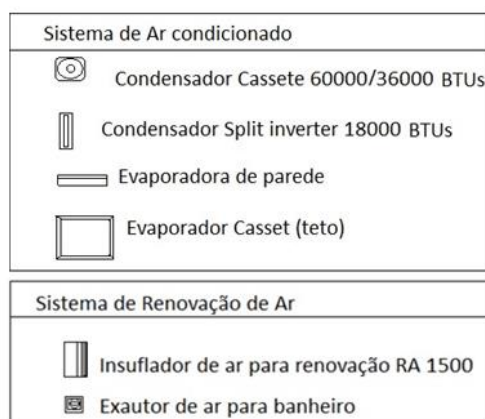 Sistema de Ar condicionado
Condensador Cassete 60000/36000 BTUs
Condensador Split inverter 18000 BTUs
Evaporadora de parede
Evaporador Casset (teto)
Sistema de Renovação de Ar
Insuflador de ar para renovação RA 1500
Exautor de ar para banheiro